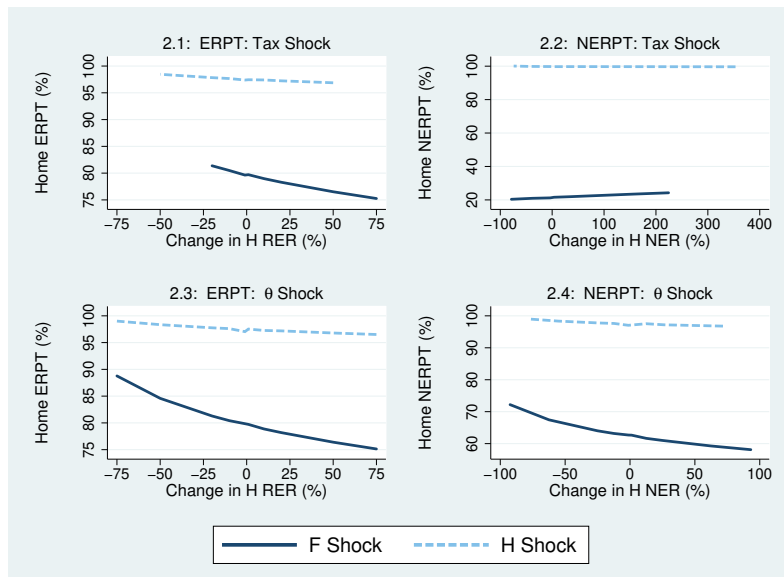 2.1: ERPT: Tax Shock
Home ERPT (%)
100
95
90
85
80
75
−75 −50 −25 0 25 50 75
Change in H RER (%)
2.2: NERPT: Tax Shock
Home NERPT (%)
100
80
60
40
20
−100 0 100 200 300 400
Change in H NER (%)
2.3: ERPT: θ Shock
Home ERPT (%)
100
95
90
85
80
75
−75 −50 −25 0 25 50 75
Change in H RER (%)
2.4: NERPT: θ Shock
Home NERPT (%)
100
90
80
70
60
−100 −50 0 50 100
Change in H NER (%)
F Shock H Shock